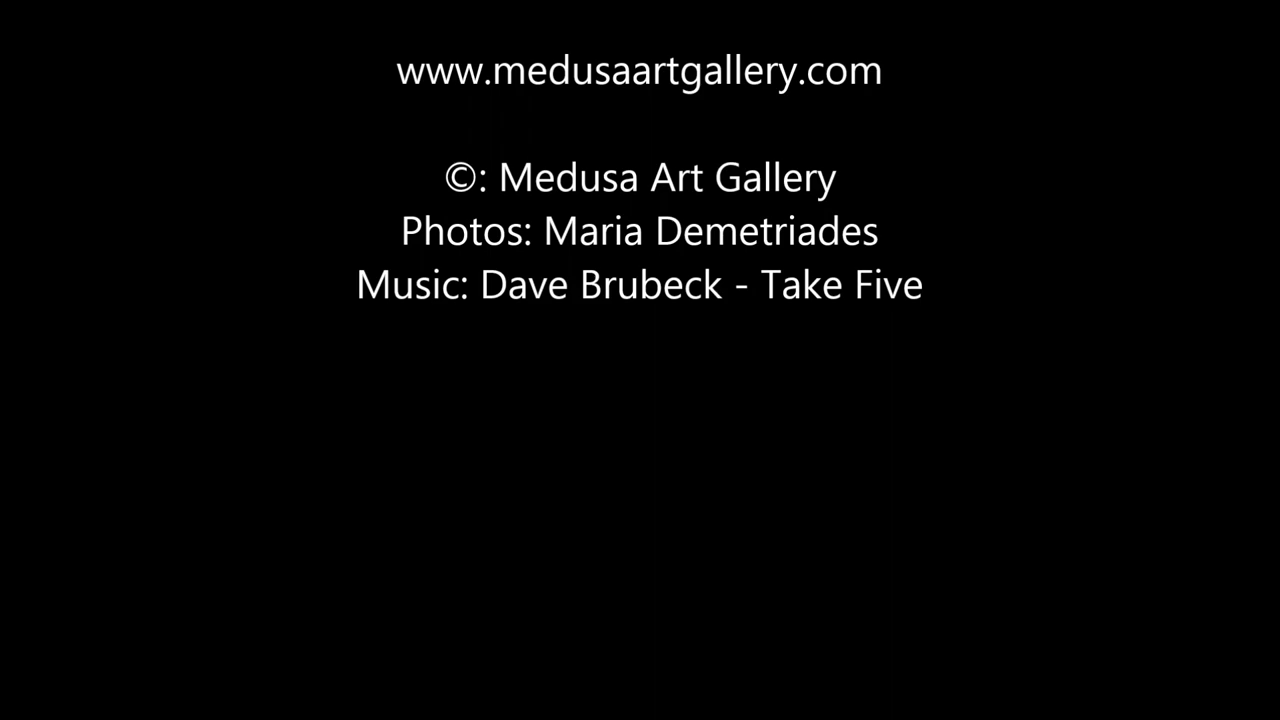 www.medusaartgallery.com
©: Medusa Art Gallery
Photos: Maria Demetriades
Music: Dave Brubeck - Take Five